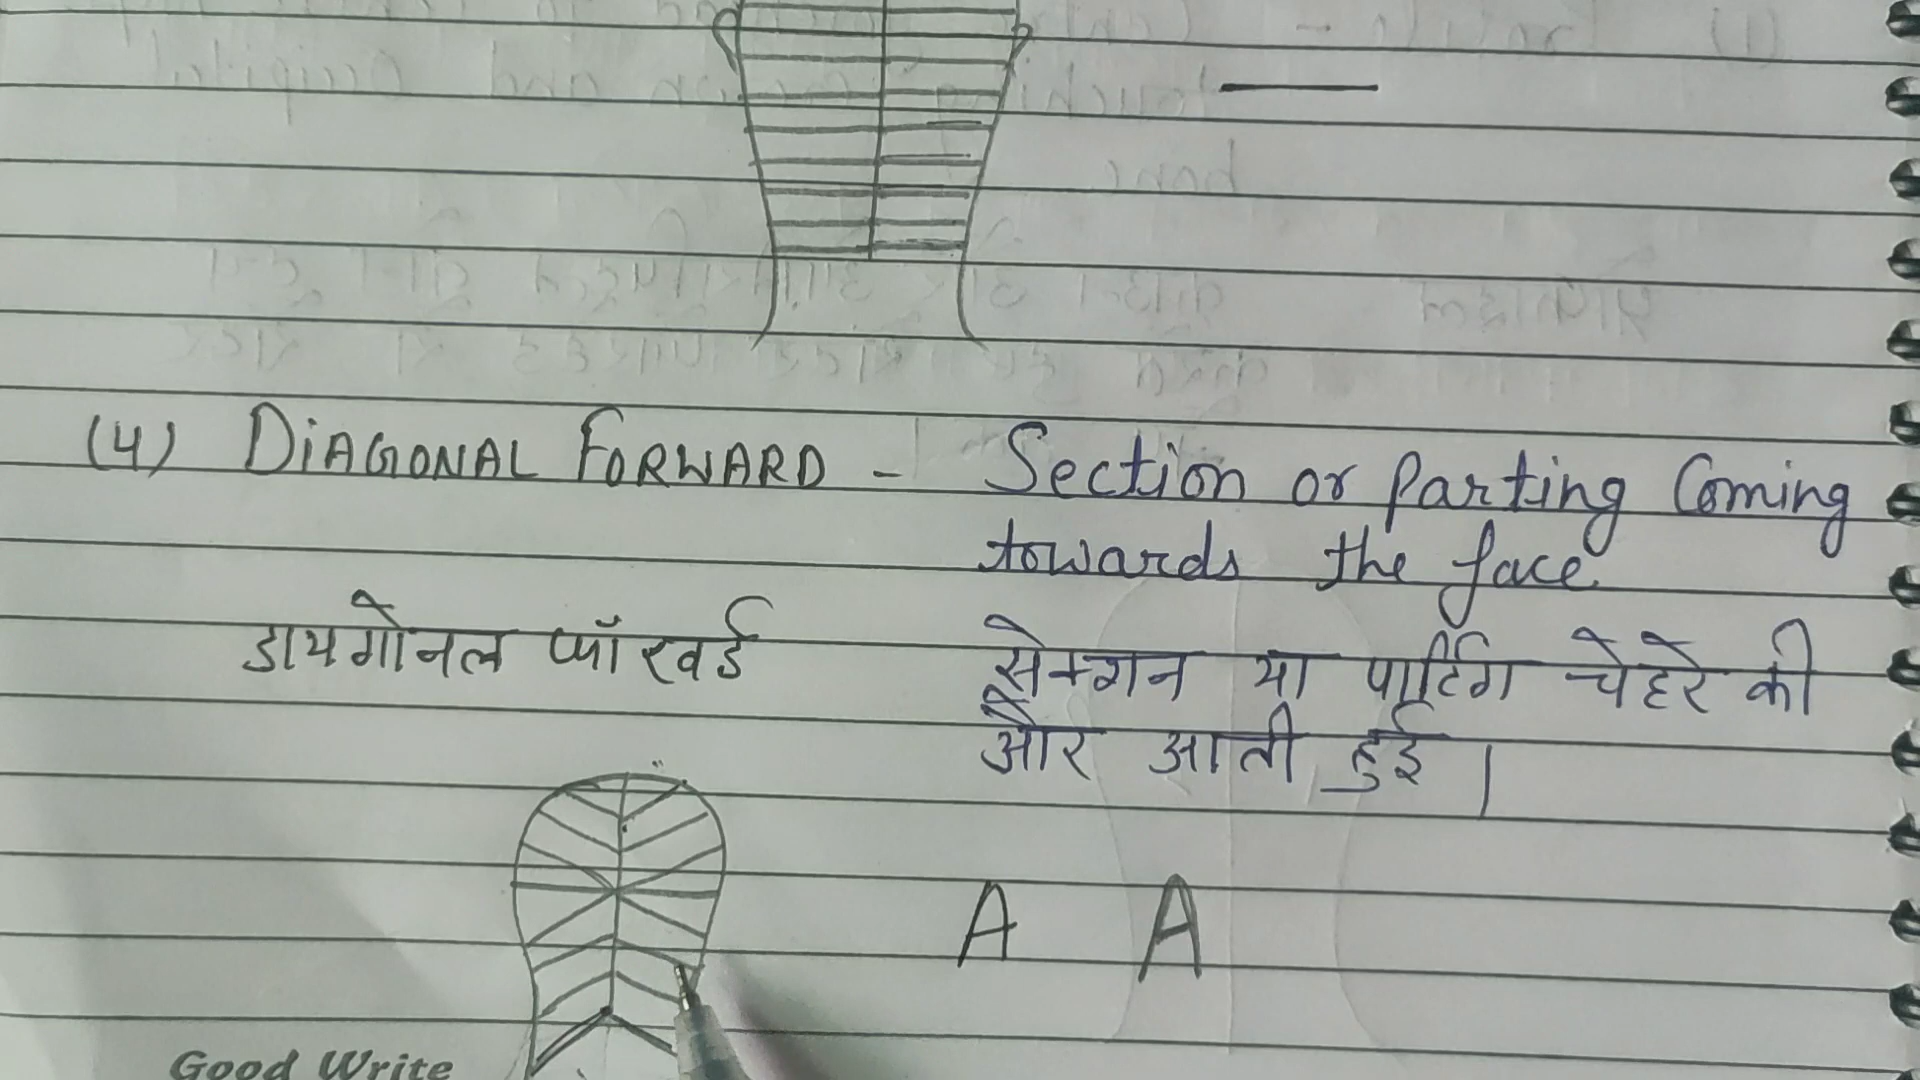 (4) DIAGONAL FORWARD - Section or Parting Coming
towards the face.
डायगोनल फॉरवर्ड सेक्शन या पार्टिंग चेहरे की
और आती हुई |
A A
Good Write